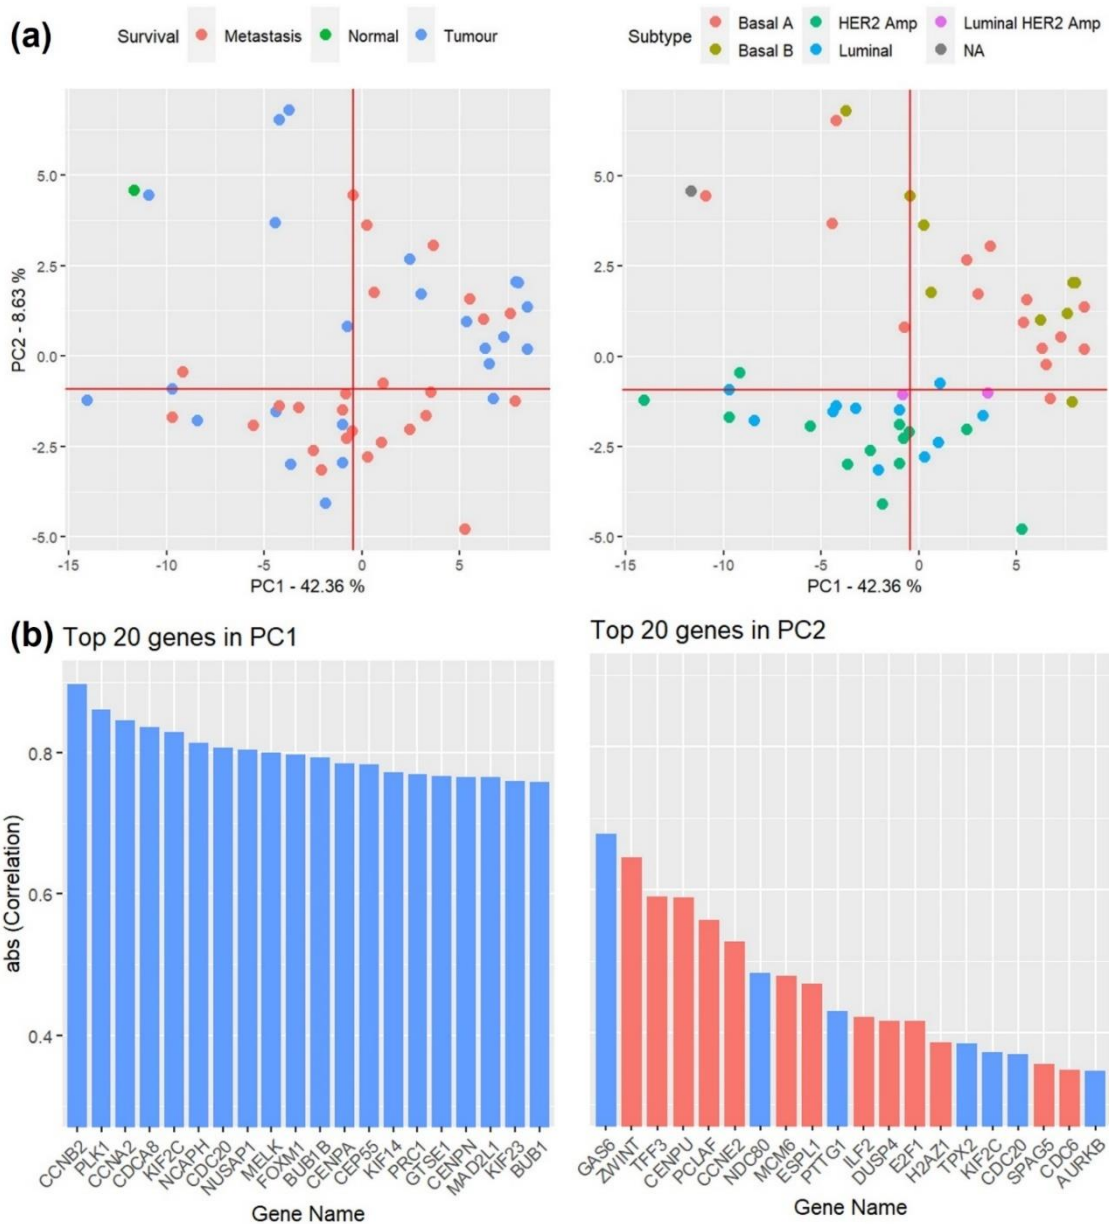 (a)
Survival Metastasis Normal Tumour
Subtype Basal A HER2 Amp Luminal HER2 Amp
Basal B Luminal NA
5.0
2.5
0.0
-2.5
-5.0
PC2 - 8.63 %
-15 -10 -5 0 5
PC1 - 42.36 %
5.0
2.5
0.0
-2.5
-5.0
-15 -10 -5 0 5
PC1 - 42.36 %
(b) Top 20 genes in PC1
0.8
0.6
0.4
abs (Correlation)
CCNB2 PLK1 CCNA2 CDCA8 KIF2C NCAPH CDC20 NUSAP1 MELK FOXM1 BUB1B CENPA CEP55 KIF14 PRC1 GTSE1 CENPN MAD2L1 KIF23 BUB1
Gene Name
Top 20 genes in PC2
GAS6 ZWINT TFF3 CENPU PCLAF CCNE2 NDC80 MCM6 ESPL1 PTTG1 ILF2 DUSP4 E2F1 H2AZ1 TPX2 KIF2C CDC20 SPAG5 CDC6 AURKB
Gene Name